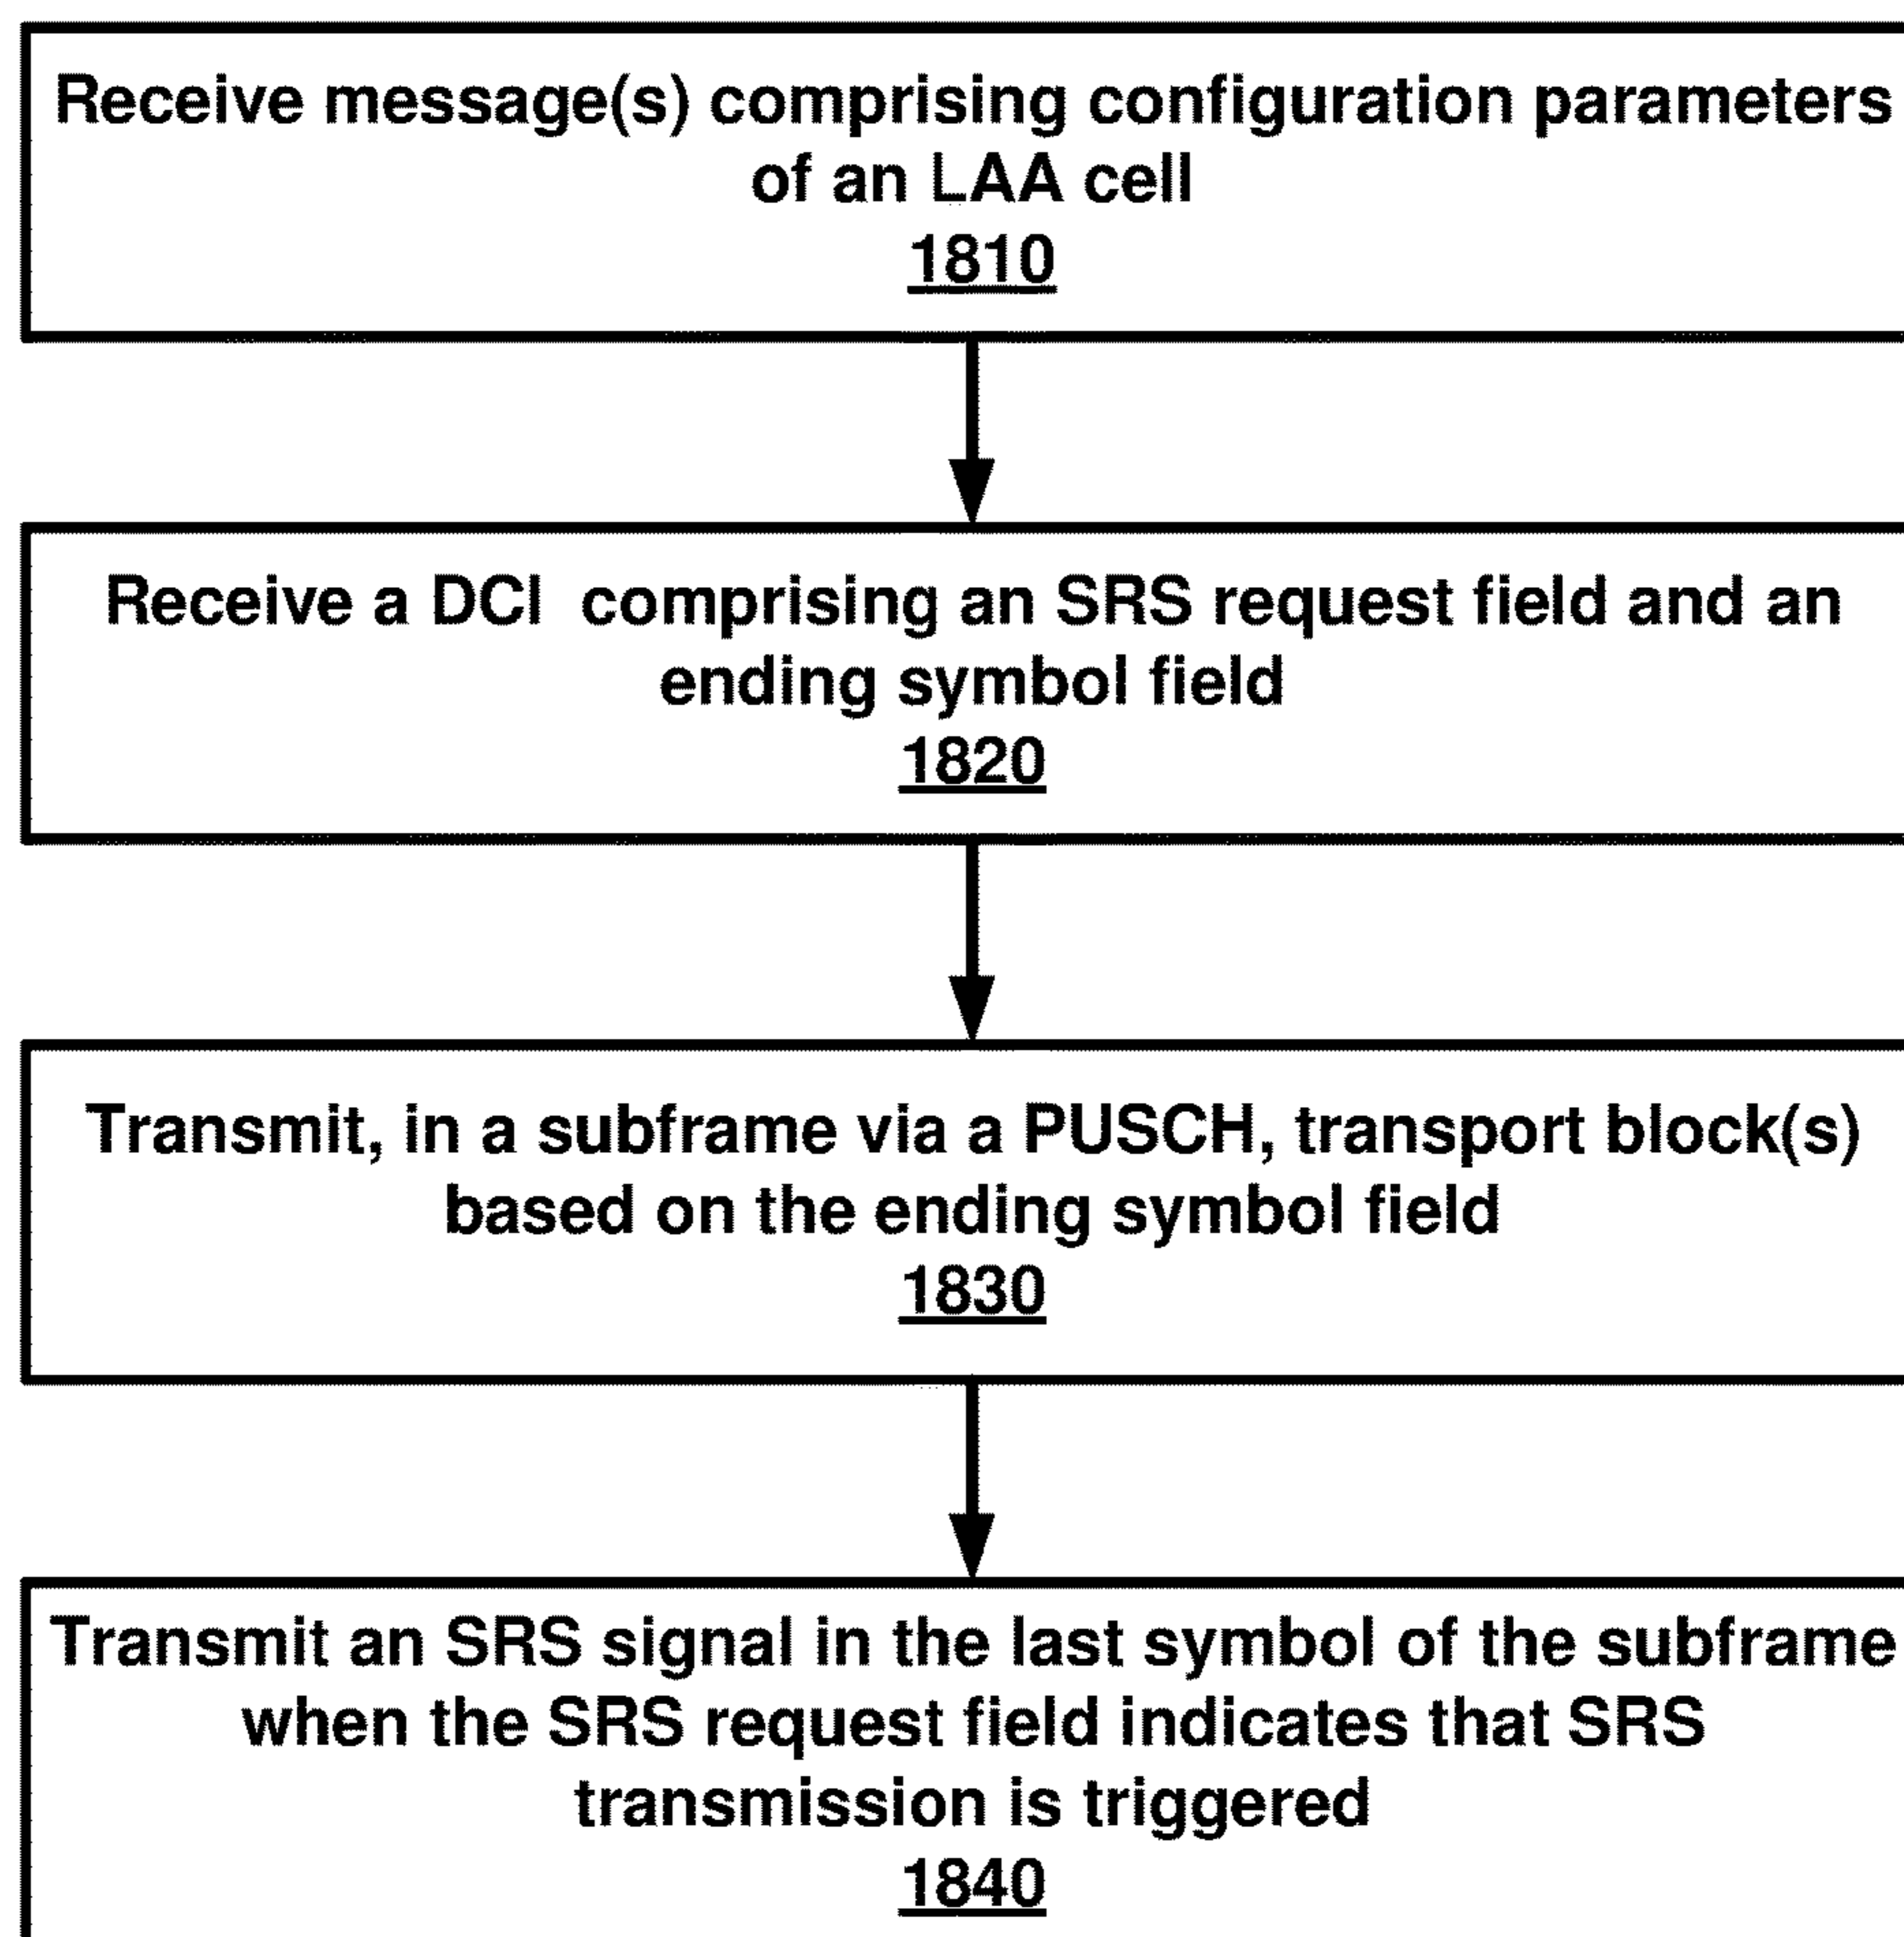 Receive message(s) comprising configuration parameters
of an LAA cell
1810
Receive a DCI comprising an SRS request field and an
ending symbol field
1820
Transmit, in a subframe via a PUSCH, transport block(s)
based on the ending symbol field
1830
Transmit an SRS signal in the last symbol of the subframe
when the SRS request field indicates that SRS
transmission is triggered
1840